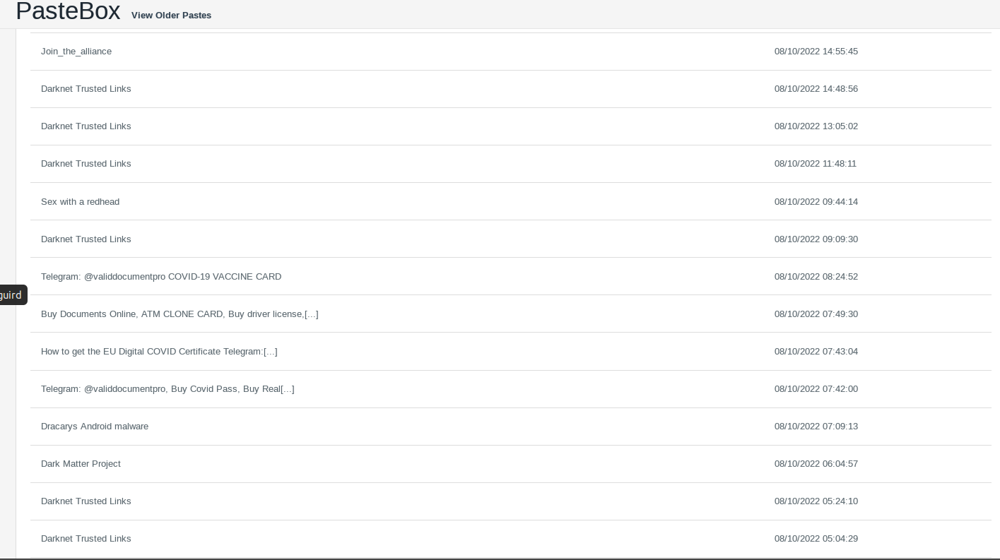 PasteBox View Older Pastes
Join_the_alliance 08/10/2022 14:55:45
Darknet Trusted Links 08/10/2022 14:48:56
Darknet Trusted Links 08/10/2022 13:05:02
Darknet Trusted Links 08/10/2022 11:48:11
Sex with a redhead 08/10/2022 09:44:14
Darknet Trusted Links 08/10/2022 09:09:30
Telegram: @validdocumentpro COVID-19 VACCINE CARD 08/10/2022 08:24:52
guird
Buy Documents Online, ATM CLONE CARD, Buy driver license,[...] 08/10/2022 07:49:30
How to get the EU Digital COVID Certificate Telegram:[...] 08/10/2022 07:43:04
Telegram: @validdocumentpro, Buy Covid Pass, Buy Real[...] 08/10/2022 07:42:00
Dracarys Android malware 08/10/2022 07:09:13
Dark Matter Project 08/10/2022 06:04:57
Darknet Trusted Links 08/10/2022 05:24:10
Darknet Trusted Links 08/10/2022 05:04:29